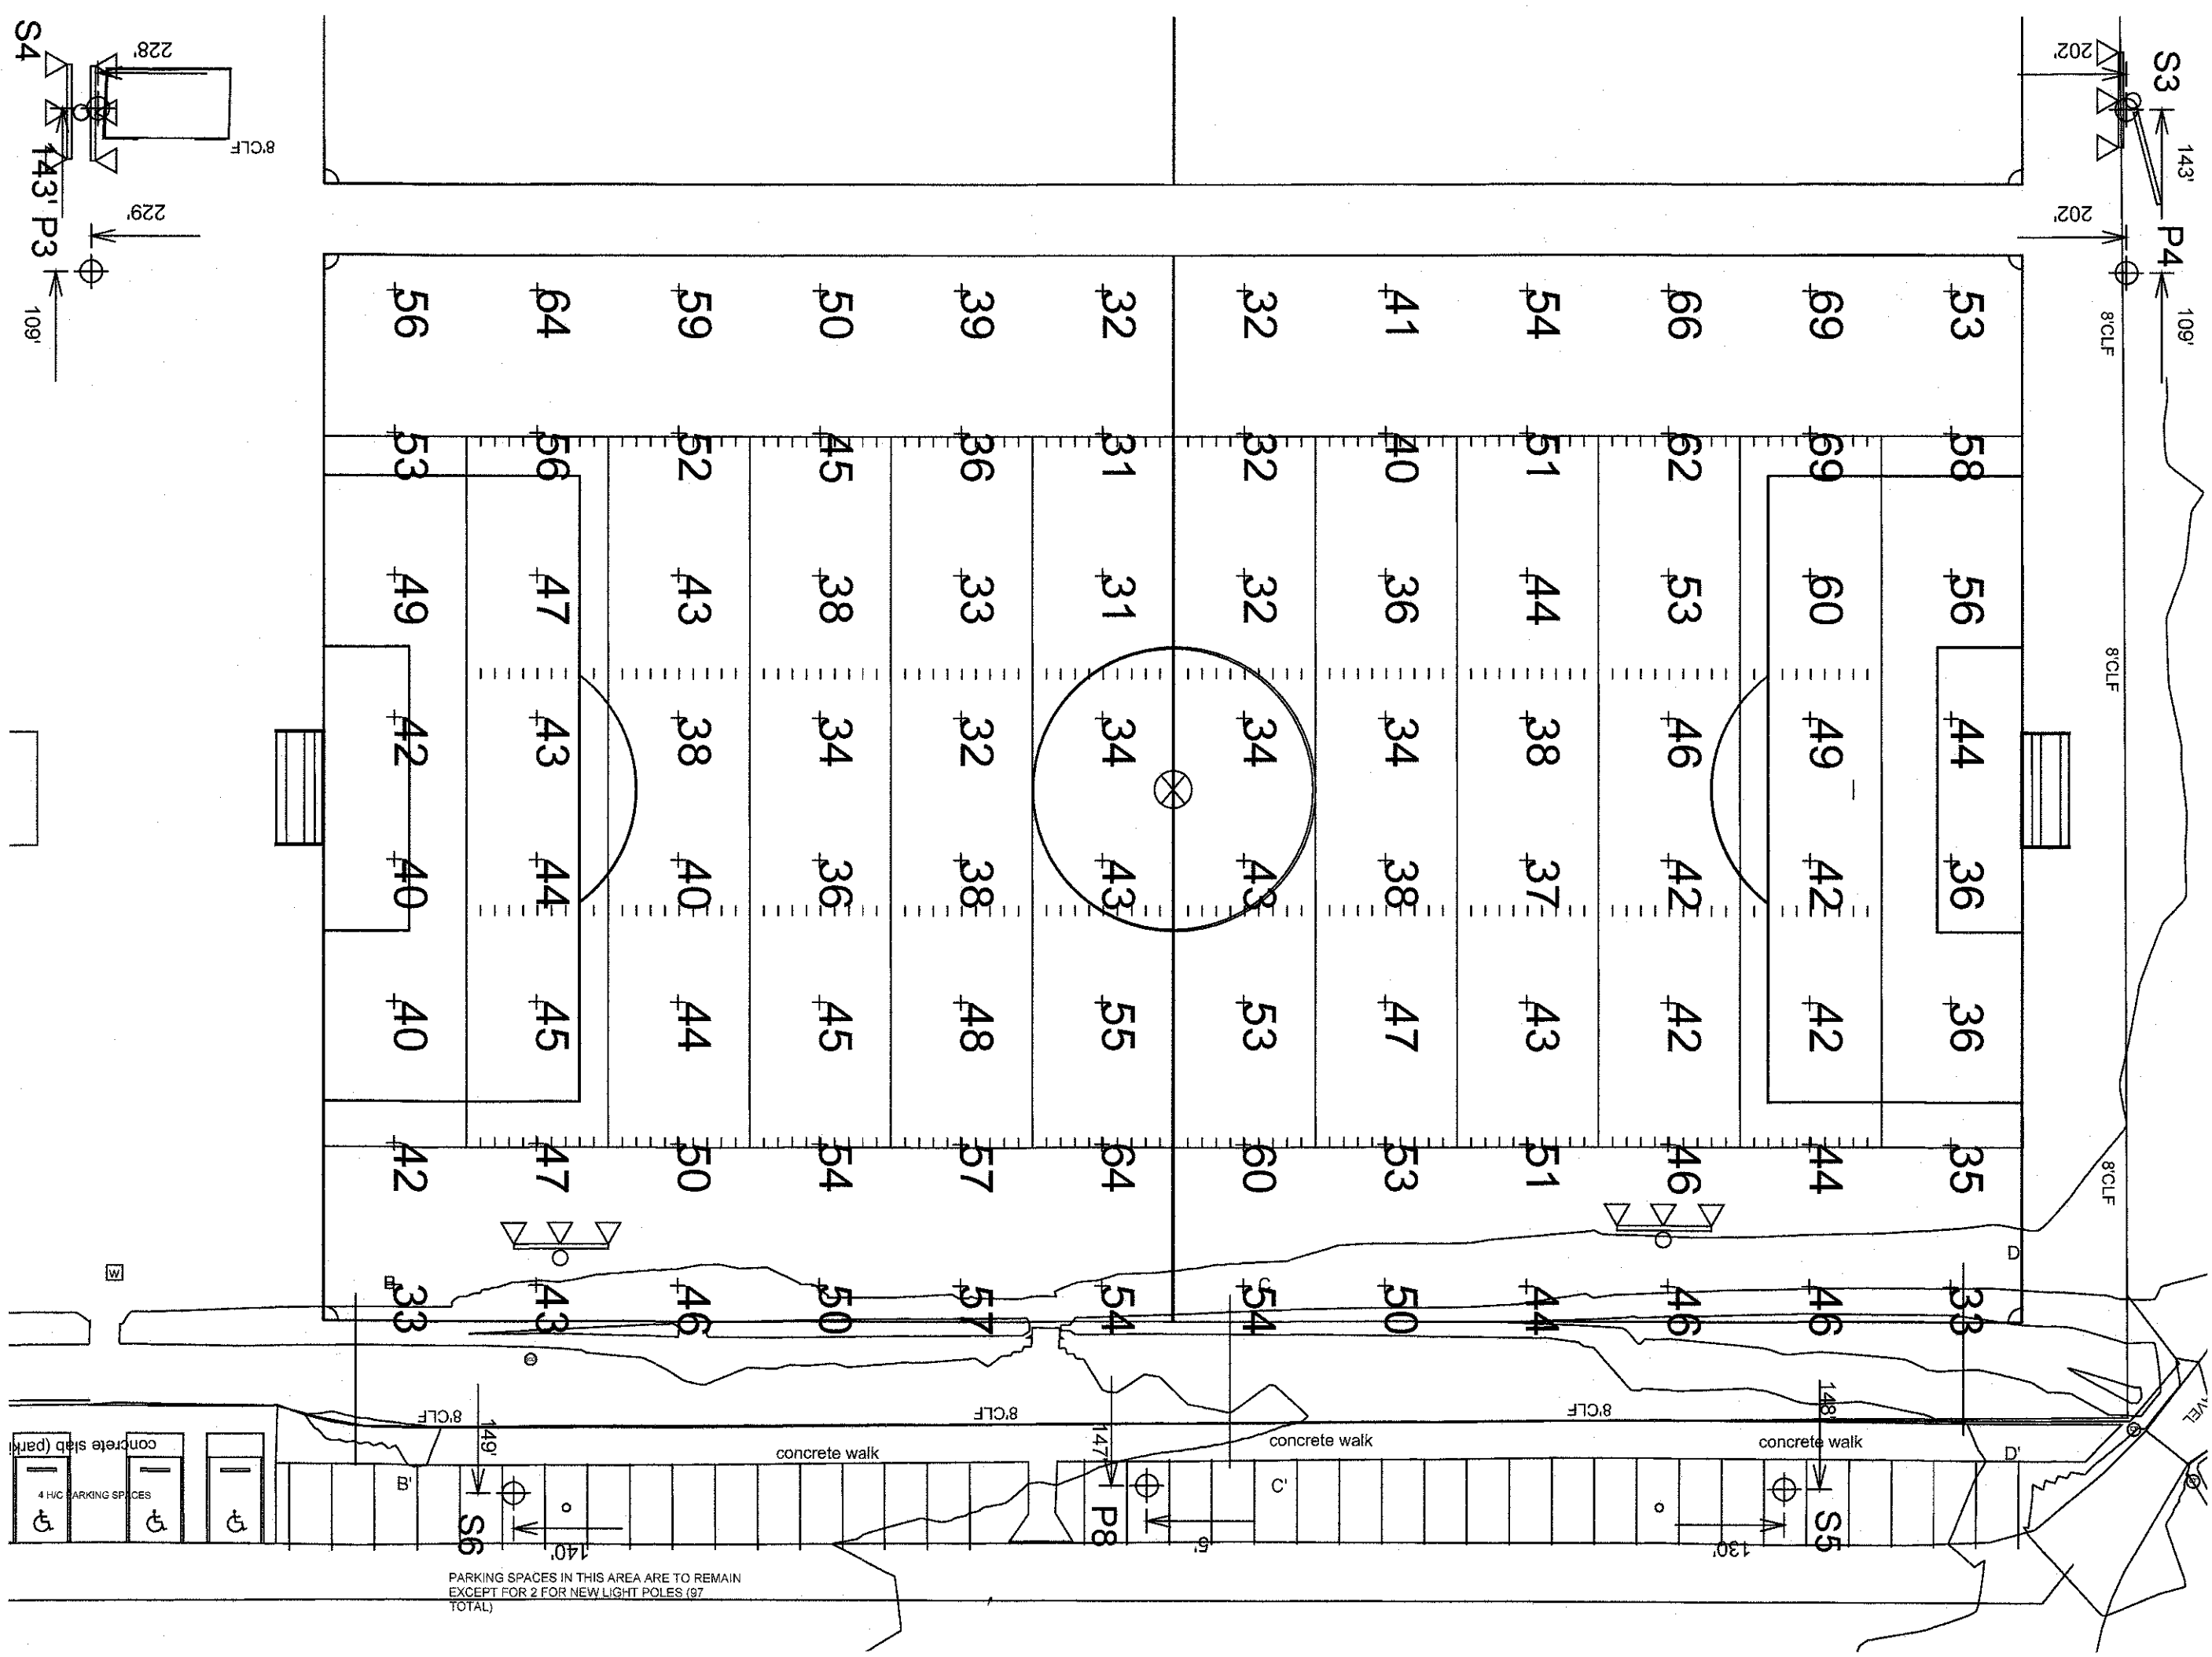 S4
228'
8'CLF
143' P3
229'
109'
202'
S3
143'
202'
P4
109'
8'CLF
56 64 59 50 39 32 32 41 54 66 69 53
53 56 52 45 36 31 32 40 51 62 69 58
49 47 43 38 33 31 32 36 44 53 60 56
8'CLF
42 43 38 34 32 34 34 34 38 46 49 44
40 44 40 36 38 43 43 38 37 42 42 36
40 45 44 45 48 55 53 47 43 42 42 36
42 47 50 54 57 64 60 53 51 46 44 35
8'CLF
W
D
B C
33 43 46 50 57 54 54 50 44 46 46 33
8'CLF 149' 8'CLF 147' 8'CLF 148'
concrete slab
concrete walk
concrete walk
concrete walk
B' C' D'
4 H/C PARKING SPACES
S6 P8 S5
140' 6' 130'
PARKING SPACES IN THIS AREA ARE TO REMAIN
EXCEPT FOR 2 FOR NEW LIGHT POLES (97
TOTAL)